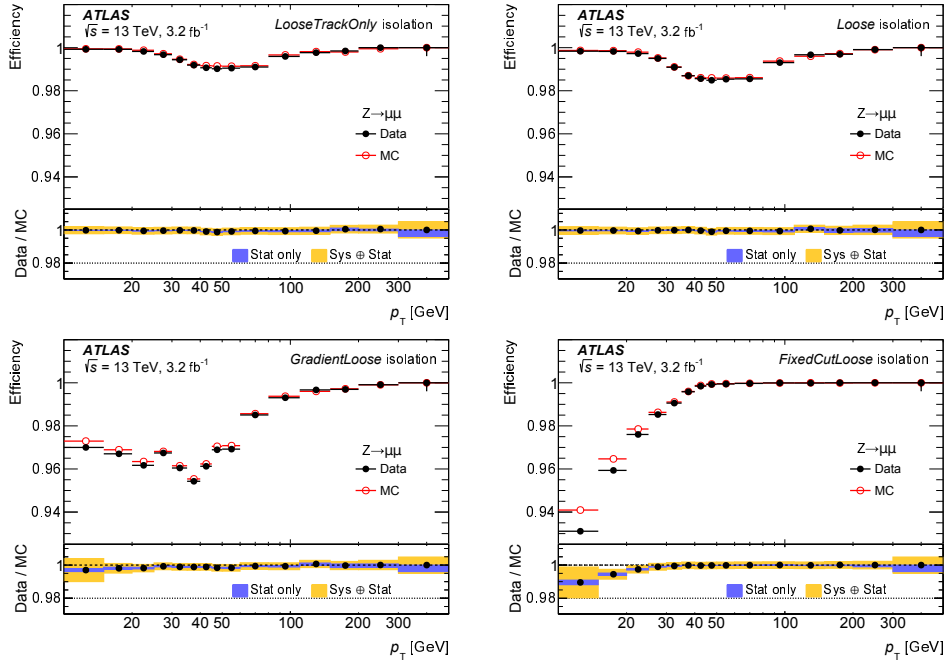 ATLAS
√s = 13 TeV, 3.2 fb⁻¹
LooseTrackOnly isolation
Efficiency
1
0.98
0.96
0.94
Z→μμ
Data
MC
Data / MC
1
0.98
Stat only
Sys ⊕ Stat
20 30 40 50 100 200
p_T [GeV]
ATLAS
√s = 13 TeV, 3.2 fb⁻¹
Loose isolation
Efficiency
1
0.98
0.96
0.94
Z→μμ
Data
MC
Data / MC
1
0.98
Stat only
Sys ⊕ Stat
20 30 40 50 100 200
p_T [GeV]
ATLAS
√s = 13 TeV, 3.2 fb⁻¹
GradientLoose isolation
Efficiency
1
0.98
0.96
0.94
Z→μμ
Data
MC
Data / MC
1
0.98
Stat only
Sys ⊕ Stat
20 30 40 50 100 200
p_T [GeV]
ATLAS
√s = 13 TeV, 3.2 fb⁻¹
FixedCutLoose isolation
Efficiency
1
0.98
0.96
0.94
Z→μμ
Data
MC
Data / MC
1
0.98
Stat only
Sys ⊕ Stat
20 30 40 50 100 200
p_T [GeV]